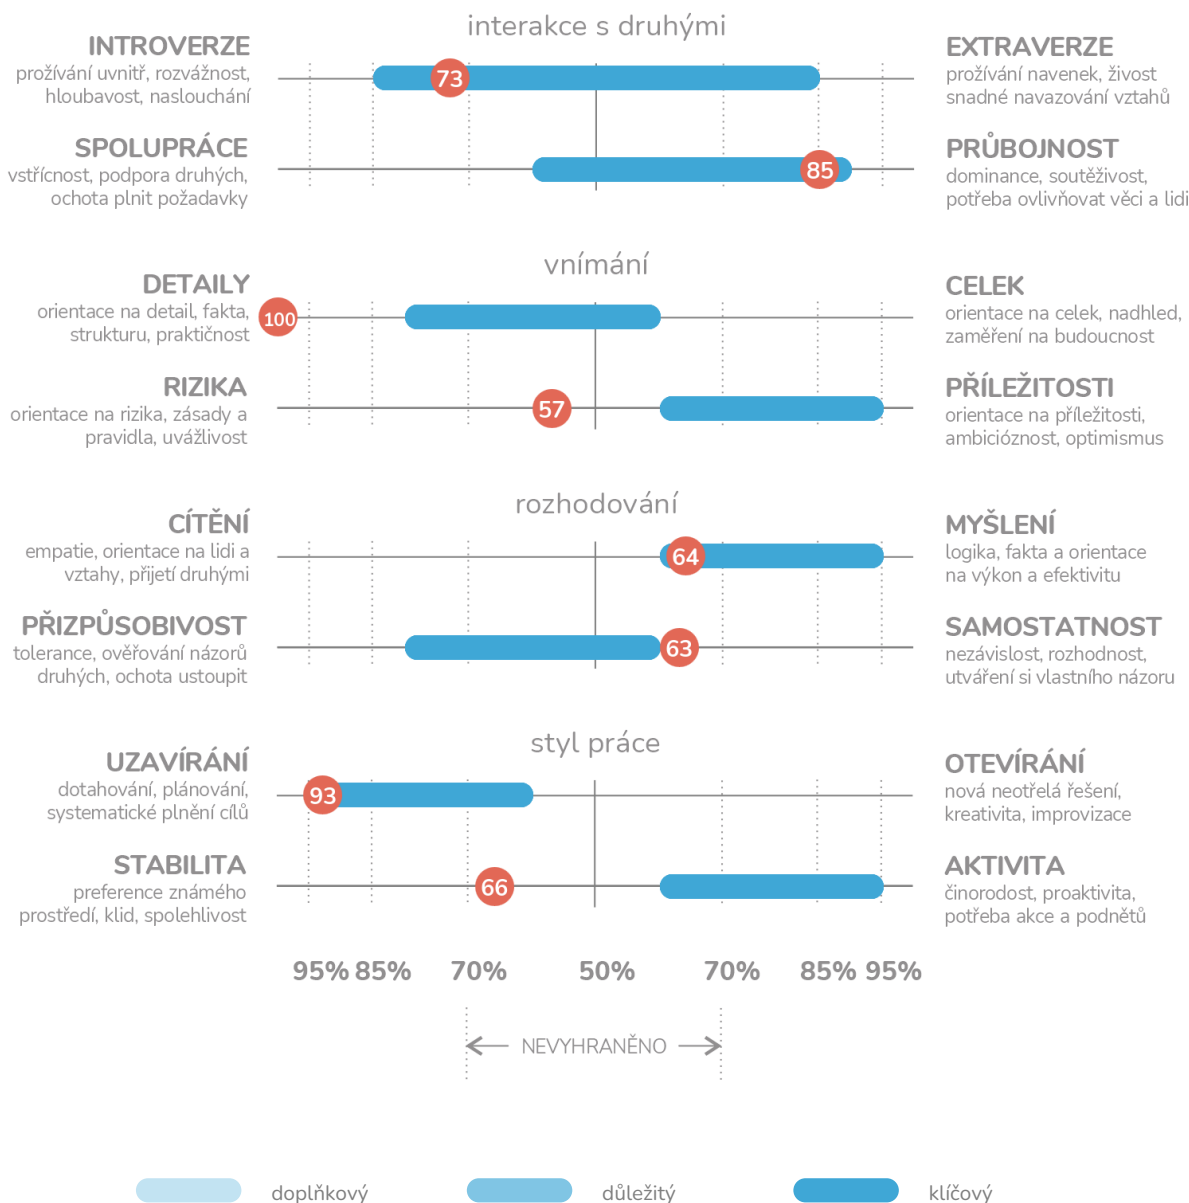 interakce s druhými
INTROVERZE
prožívání uvnitř, rozvážnost,
hloubavost, naslouchání
73
EXTRAVERZE
prožívání navenek, živost
snadné navazování vztahů
SPOLUPRÁCE
vstřícnost, podpora druhých,
ochota plnit požadavky
85
PRŮBOJNOST
dominance, soutěživost,
potřeba ovlivňovat věci a lidi
vnímání
DETAILY
orientace na detail, fakta,
strukturu, praktičnost
100
CELEK
orientace na celek, nadhled,
zaměření na budoucnost
RIZIKA
orientace na rizika, zásady a
pravidla, uvážlivost
57
PŘÍLEŽITOSTI
orientace na příležitosti,
ambicióznost, optimismus
rozhodování
CÍTĚNÍ
empatie, orientace na lidi a
vztahy, přijetí druhými
64
MYŠLENÍ
logika, fakta a orientace
na výkon a efektivitu
PŘIZPŮSOBIVOST
tolerance, ověřování názorů
druhých, ochota ustoupit
63
SAMOSTATNOST
nezávislost, rozhodnost,
utváření si vlastního názoru
styl práce
UZAVÍRÁNÍ
dotahování, plánování,
systematické plnění cílů
93
OTEVÍRÁNÍ
nová neotřelá řešení,
kreativita, improvizace
STABILITA
preference známého
prostředí, klid, spolehlivost
66
AKTIVITA
činorodost, proaktivita,
potřeba akce a podnětů
95% 85% 70% 50% 70% 85% 95%
NEVYHRANĚNO
doplňkový důležitý klíčový